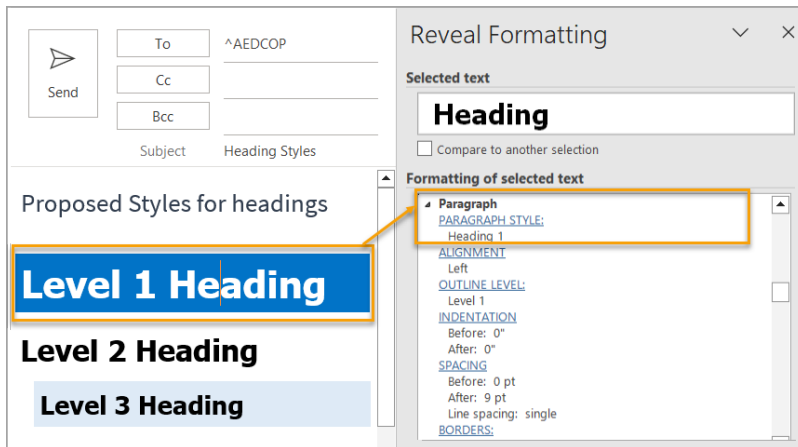 Send
To
^AEDCOP
Cc
Bcc
Subject
Heading Styles
Proposed Styles for headings
Level 1 Heading
Level 2 Heading
Level 3 Heading
Reveal Formatting
Selected text
Heading
Compare to another selection
Formatting of selected text
Paragraph
PARAGRAPH STYLE:
Heading 1
ALIGNMENT
Left
OUTLINE LEVEL:
Level 1
INDENTATION
Before: 0"
After: 0"
SPACING
Before: 0 pt
After: 9 pt
Line spacing: single
BORDERS: